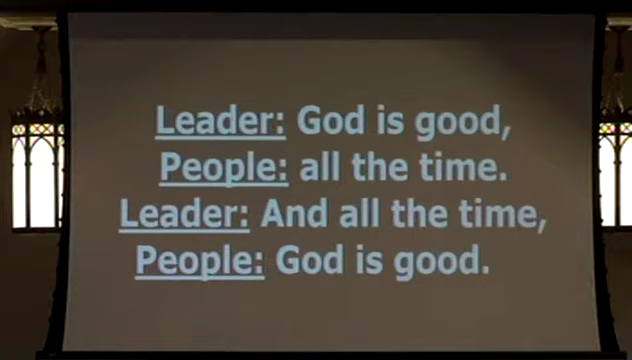 Leader: God is good,
People: all the time.
Leader: And all the time,
People: God is good.